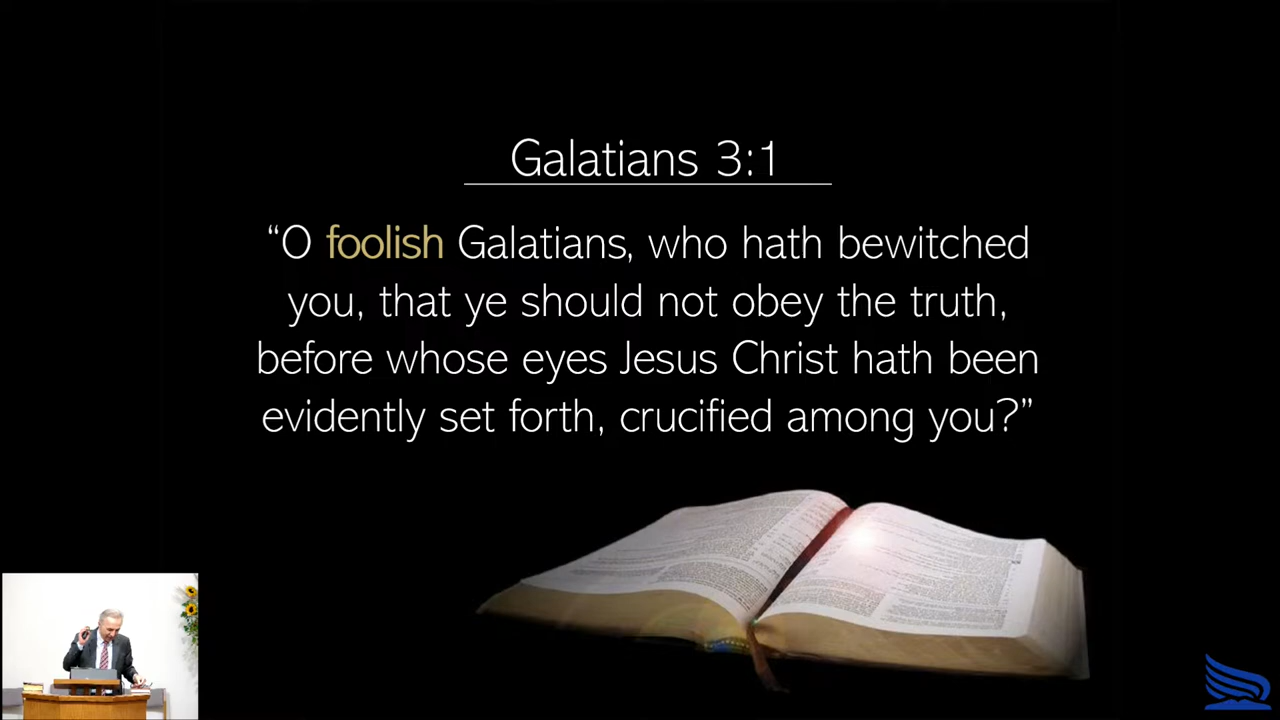 Galatians 3:1
“O foolish Galatians, who hath bewitched
you, that ye should not obey the truth,
before whose eyes Jesus Christ hath been
evidently set forth, crucified among you?”